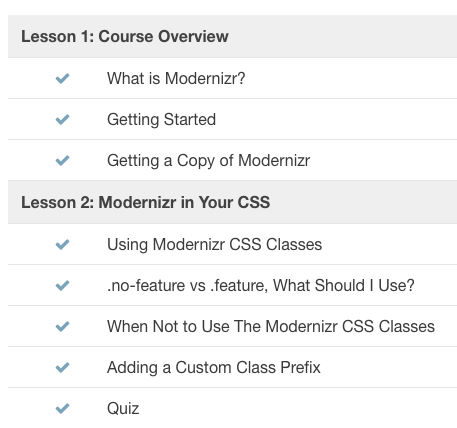 Lesson 1: Course Overview
What is Modernizr?
Getting Started
Getting a Copy of Modernizr
Lesson 2: Modernizr in Your CSS
Using Modernizr CSS Classes
.no-feature vs .feature, What Should I Use?
When Not to Use The Modernizr CSS Classes
Adding a Custom Class Prefix
Quiz